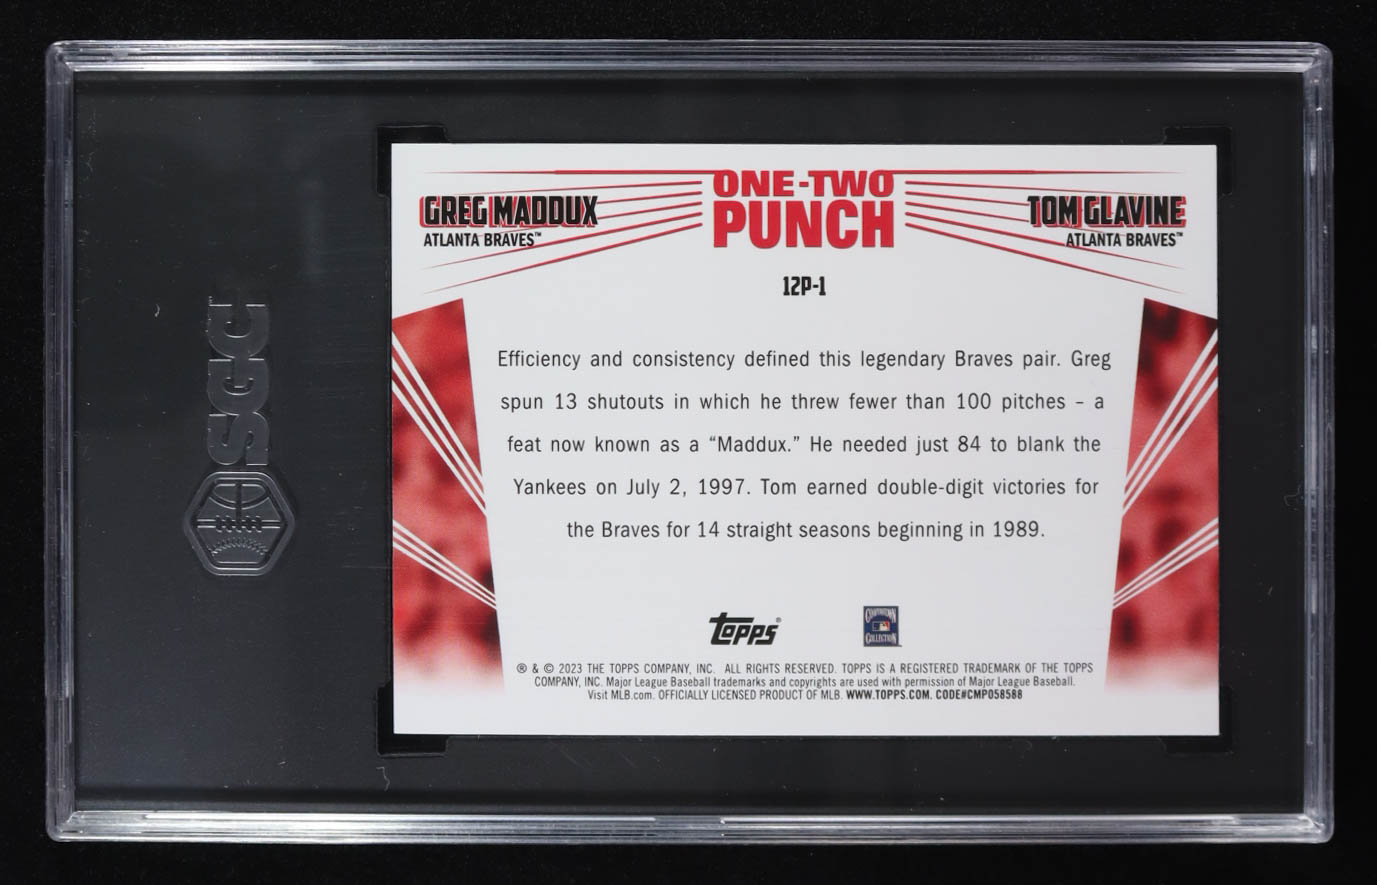 ONE-TWO
PUNCH
GREG MADDUX
ATLANTA BRAVES™
TOM GLAVINE
ATLANTA BRAVES™
12P-1
Efficiency and consistency defined this legendary Braves pair. Greg
spun 13 shutouts in which he threw fewer than 100 pitches – a
feat now known as a “Maddux.” He needed just 84 to blank the
Yankees on July 2, 1997. Tom earned double-digit victories for
the Braves for 14 straight seasons beginning in 1989.
SGC
Topps®
COOPERSTOWN
COLLECTION
® & © 2023 THE TOPPS COMPANY, INC. ALL RIGHTS RESERVED. TOPPS IS A REGISTERED TRADEMARK OF THE TOPPS
COMPANY, INC. Major League Baseball trademarks and copyrights are used with permission of Major League Baseball.
Visit MLB.com. OFFICIALLY LICENSED PRODUCT OF MLB. WWW.TOPPS.COM. CODE#CMP058588